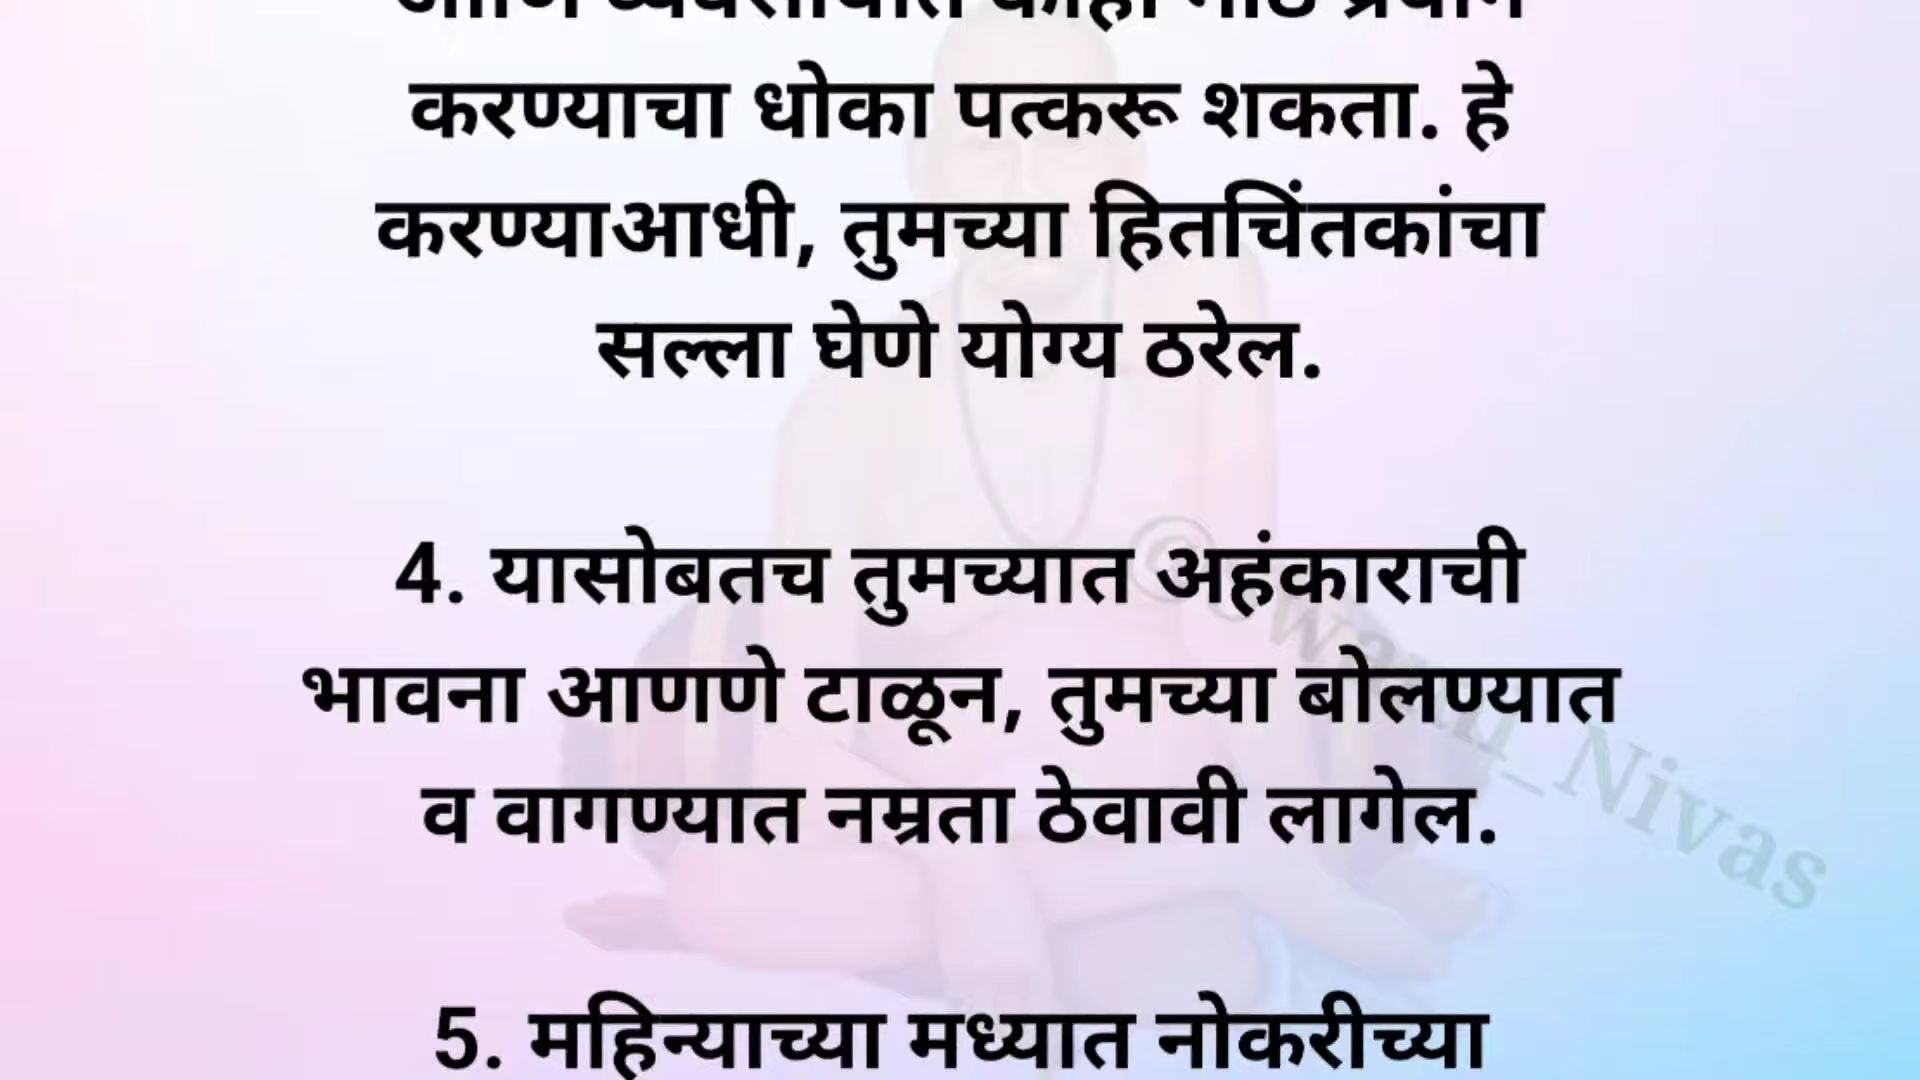 करण्याचा धोका पत्करू शकता. हे
करण्याआधी, तुमच्या हितचिंतकांचा
सल्ला घेणे योग्य ठरेल.
4. यासोबतच तुमच्यात अहंकाराची
भावना आणणे टाळून, तुमच्या बोलण्यात
व वागण्यात नम्रता ठेवावी लागेल.
@Swami_Nivas
5. महिन्याच्या मध्यात नोकरीच्या